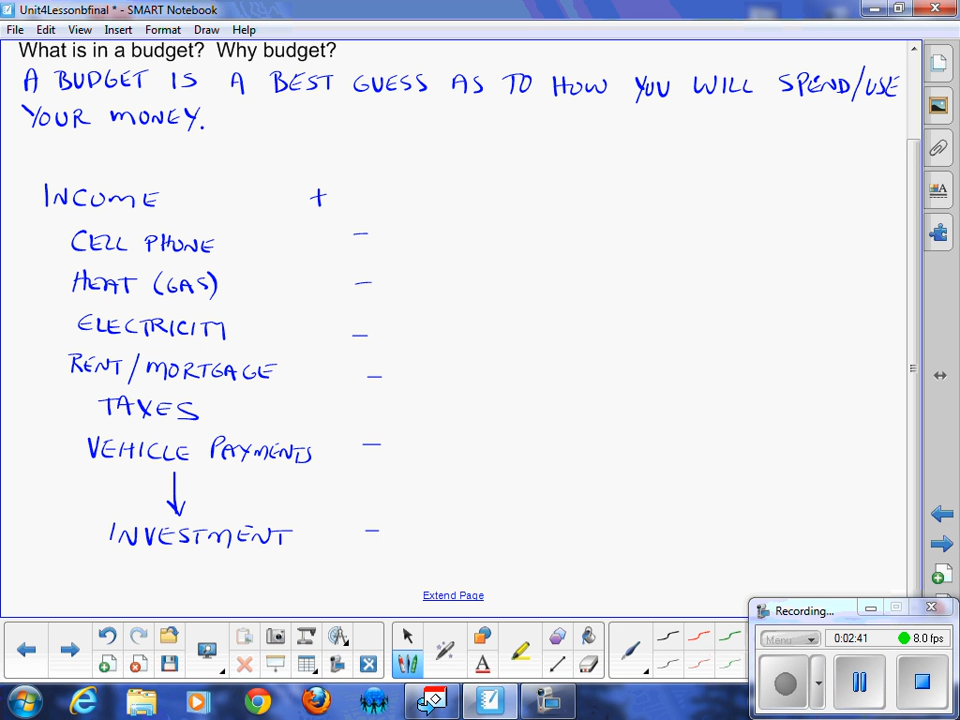 Unit4Lessonbfinal * - SMART Notebook
File Edit View Insert Format Draw Help
What is in a budget? Why budget?
A BUDGET IS A BEST GUESS AS TO HOW YOU WILL SPEND/USE
YOUR MONEY.
INCOME +
CELL PHONE –
HEAT (GAS) –
ELECTRICITY –
RENT/MORTGAGE –
TAXES
VEHICLE PAYMENTS –
INVESTMENT –
Extend Page
Recording...
Menu 0:02:41 8.0 fps